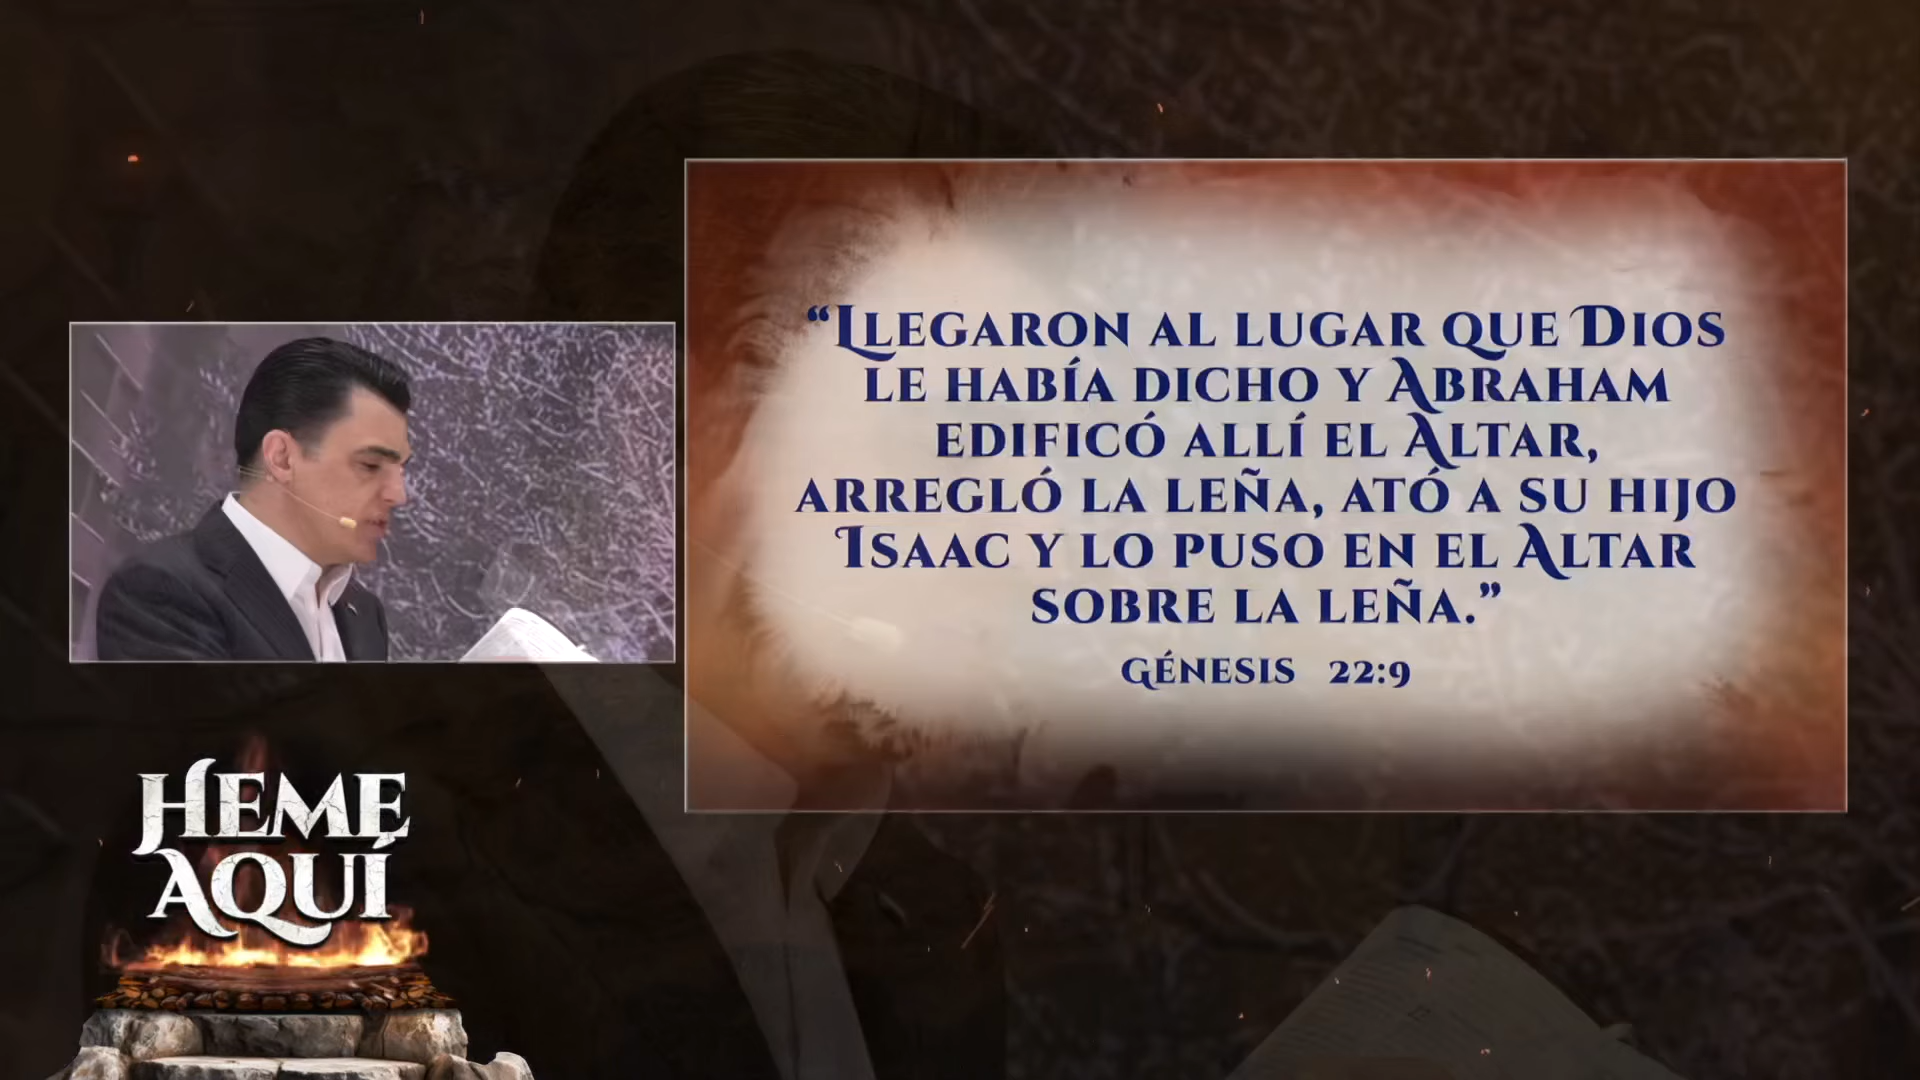 “Llegaron al lugar que Dios
le había dicho y Abraham
edificó allí el Altar,
arregló la leña, ató a su hijo
Isaac y lo puso en el Altar
sobre la leña.”
Génesis 22:9
Heme
Aquí